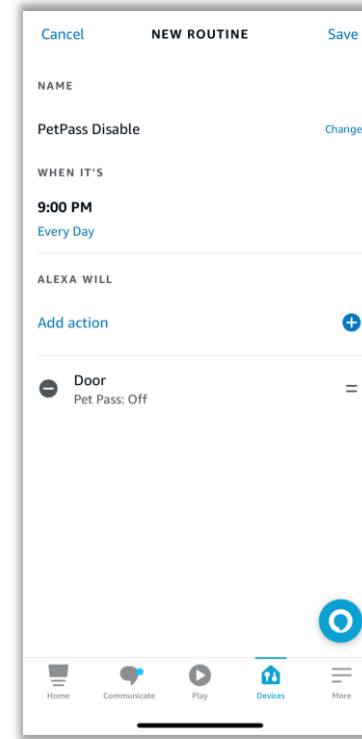 Cancel NEW ROUTINE Save
NAME
PetPass Disable Change
WHEN IT'S
9:00 PM
Every Day
ALEXA WILL
Add action
Door
Pet Pass: Off
Home Communicate Play Devices More